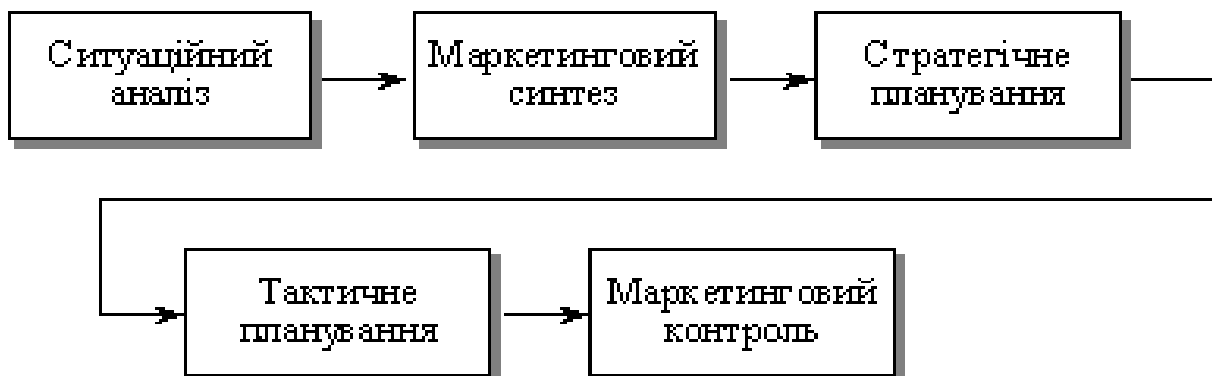 Ситуаційний
аналіз
Маркетинговий
синтез
Стратегічне
планування
Тактичне
планування
Маркетинговий
контроль